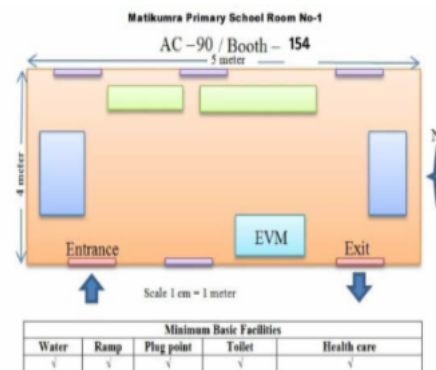 Matikumra Primary School Room No-1
AC –90 / Booth – 154
5 meter
4 meter
N
EVM
Entrance
Exit
Scale 1 cm = 1 meter
Minimum Basic Facilities
Water Ramp Plug point Toilet Health care
√ √ √ √ √